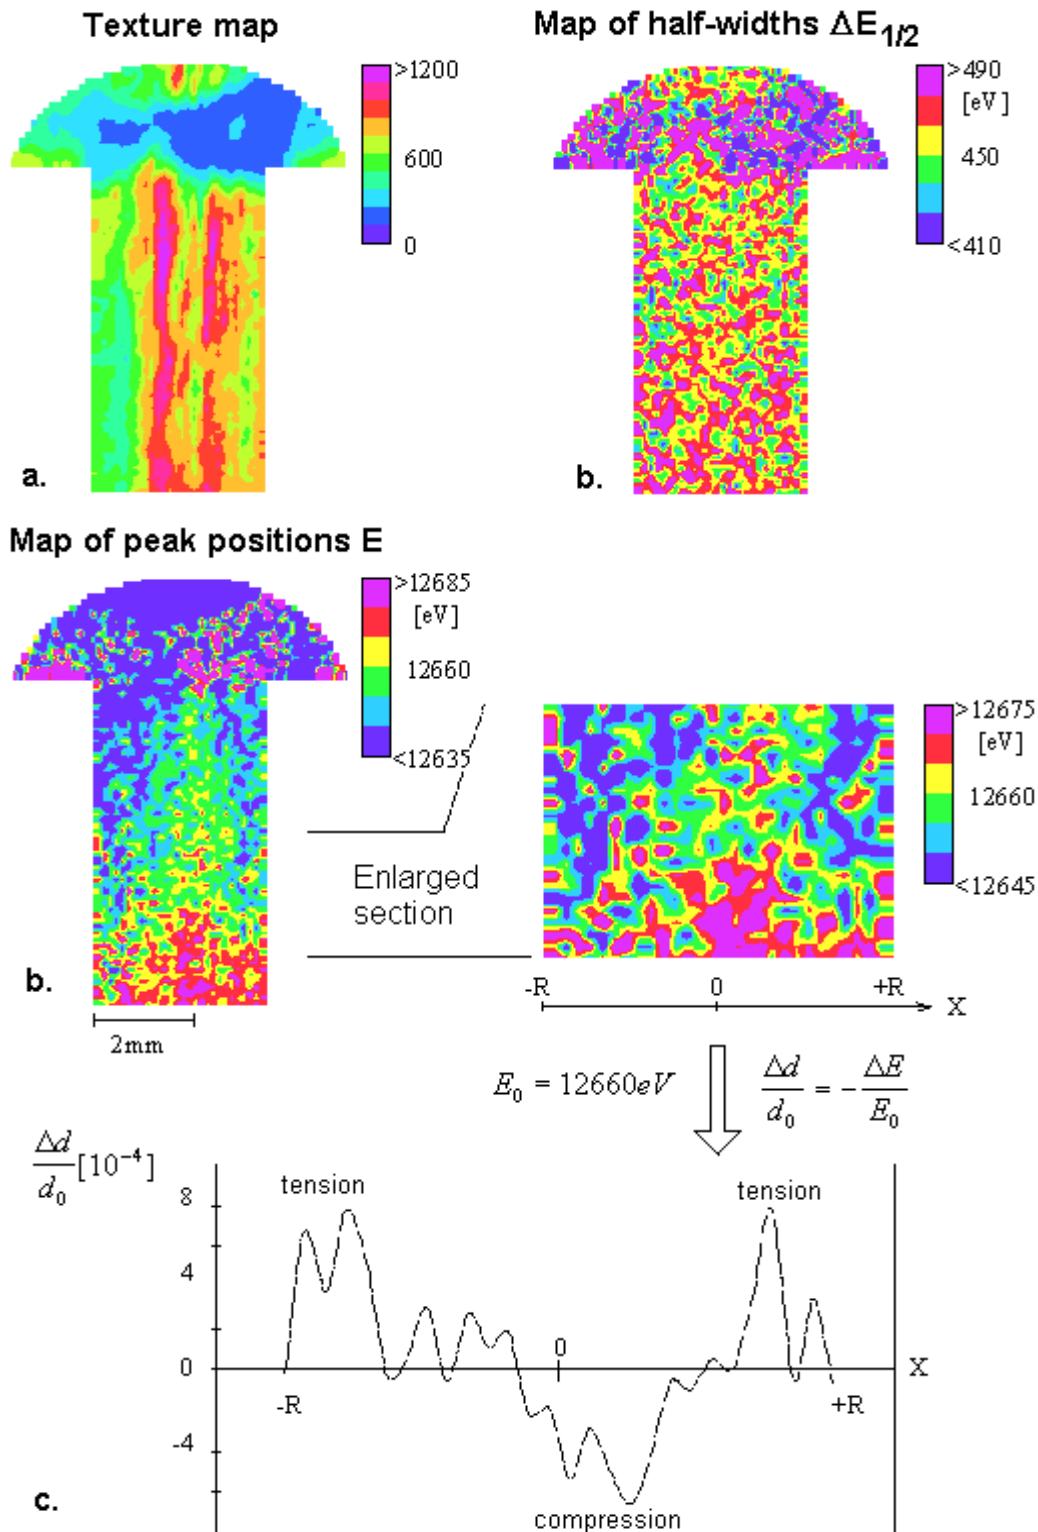 Texture map
>1200
600
0
a.
Map of half-widths ΔE1/2
>490
[eV]
450
<410
b.
Map of peak positions E
>12685
[eV]
12660
<12635
b.
2mm
Enlarged
section
>12675
[eV]
12660
<12645
-R 0 +R X
E0 = 12660eV
Δd/d0 = -ΔE/E0
Δd/d0 [10-4]
8
4
0
-4
tension
tension
0
X
-R
+R
compression
c.